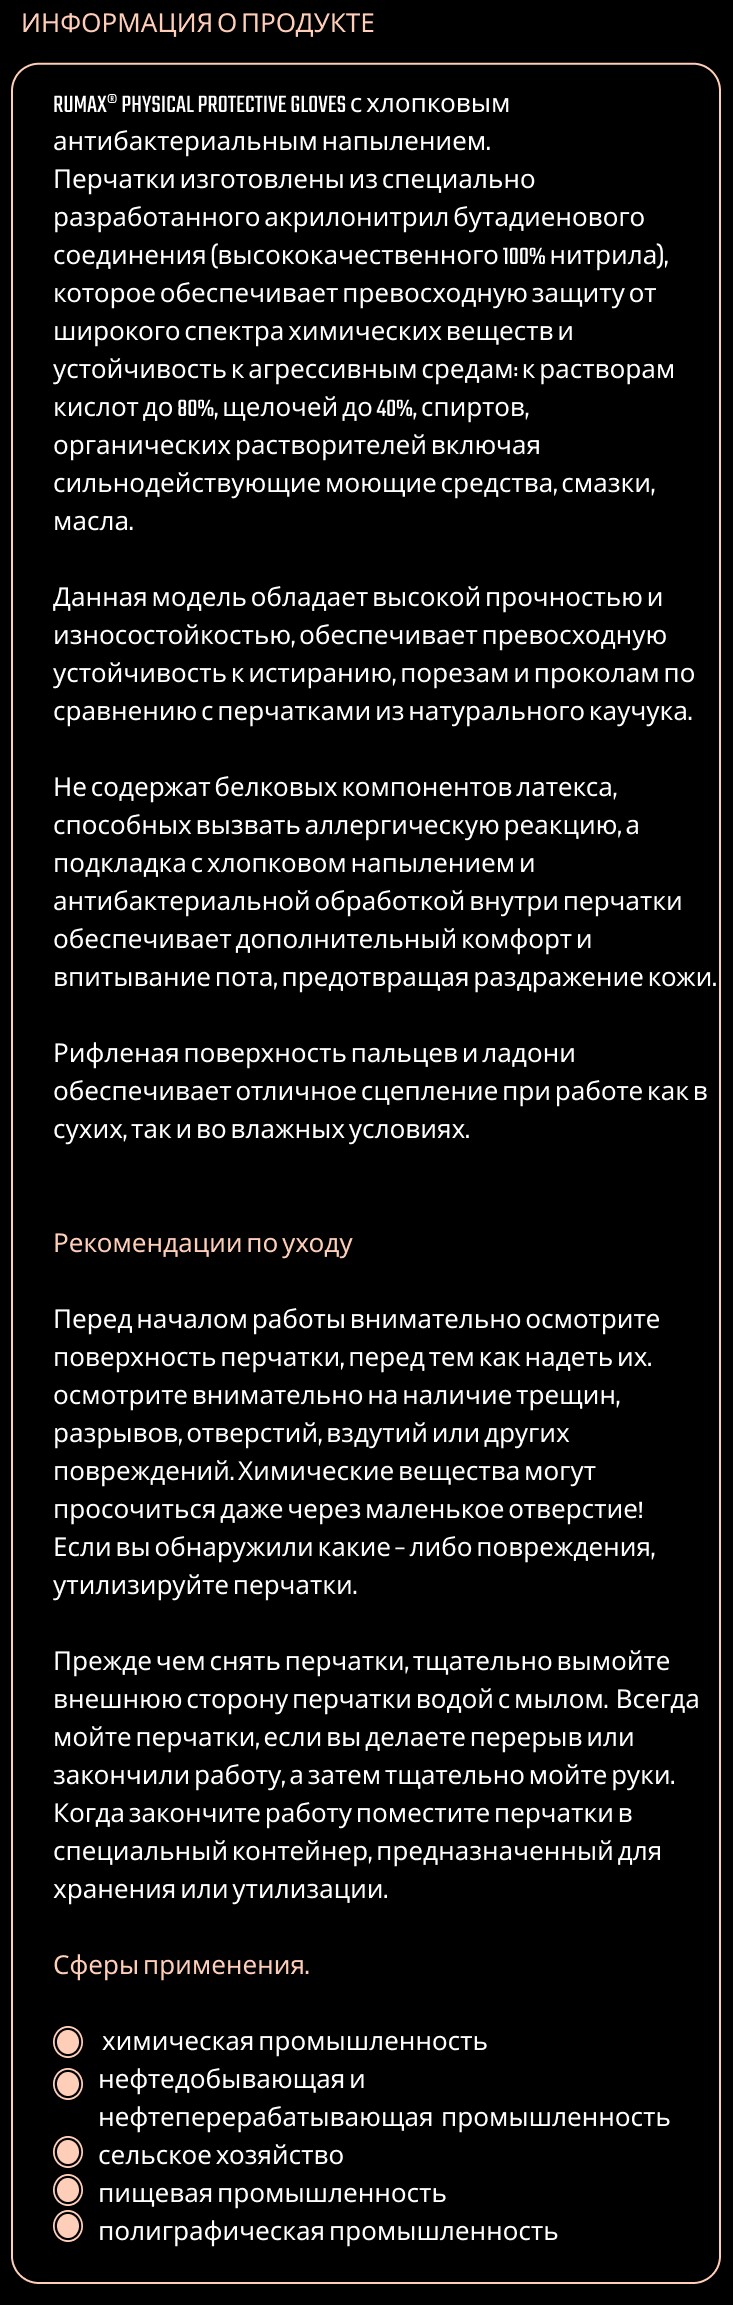 ИНФОРМАЦИЯ О ПРОДУКТЕ
RUMAX® PHYSICAL PROTECTIVE GLOVES с хлопковым
антибактериальным напылением.
Перчатки изготовлены из специально
разработанного акрилонитрил бутадиенового
соединения (высококачественного 100% нитрила),
которое обеспечивает превосходную защиту от
широкого спектра химических веществ и
устойчивость к агрессивным средам: к растворам
кислот до 80%, щелочей до 40%, спиртов,
органических растворителей включая
сильнодействующие моющие средства, смазки,
масла.
Данная модель обладает высокой прочностью и
износостойкостью, обеспечивает превосходную
устойчивость к истиранию, порезам и проколам по
сравнению с перчатками из натурального каучука.
Не содержат белковых компонентов латекса,
способных вызвать аллергическую реакцию, а
подкладка с хлопковом напылением и
антибактериальной обработкой внутри перчатки
обеспечивает дополнительный комфорт и
впитывание пота, предотвращая раздражение кожи.
Рифленая поверхность пальцев и ладони
обеспечивает отличное сцепление при работе как в
сухих, так и во влажных условиях.
Рекомендации по уходу
Перед началом работы внимательно осмотрите
поверхность перчатки, перед тем как надеть их.
осмотрите внимательно на наличие трещин,
разрывов, отверстий, вздутий или других
повреждений. Химические вещества могут
просочиться даже через маленькое отверстие!
Если вы обнаружили какие – либо повреждения,
утилизируйте перчатки.
Прежде чем снять перчатки, тщательно вымойте
внешнюю сторону перчатки водой с мылом. Всегда
мойте перчатки, если вы делаете перерыв или
закончили работу, а затем тщательно мойте руки.
Когда закончите работу поместите перчатки в
специальный контейнер, предназначенный для
хранения или утилизации.
Сферы применения.
химическая промышленность
нефтедобывающая и
нефтеперерабатывающая промышленность
сельское хозяйство
пищевая промышленность
полиграфическая промышленность